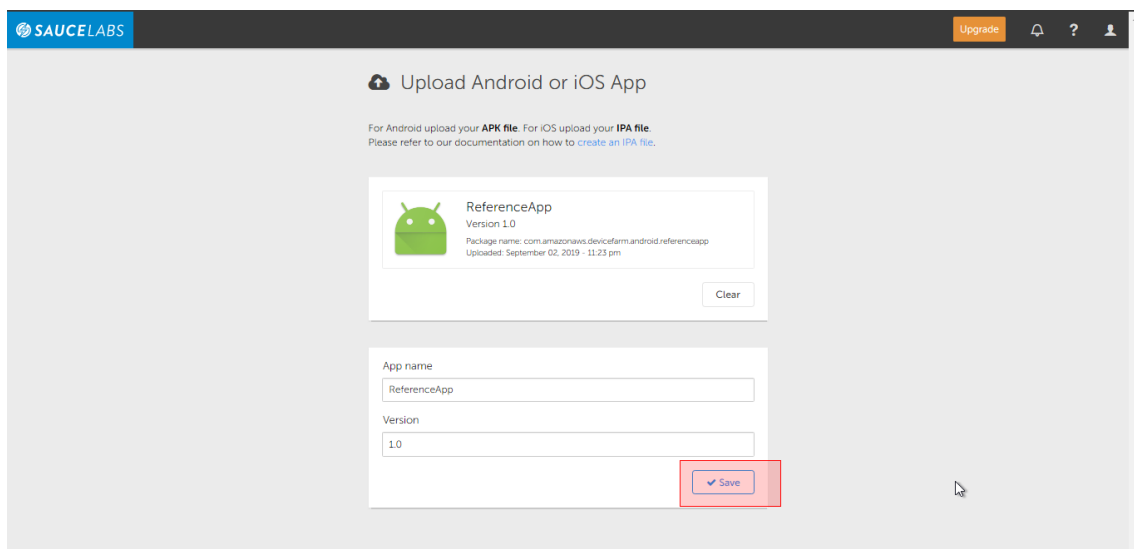 SAUCELABS
Upgrade
?
Upload Android or iOS App
For Android upload your APK file. For iOS upload your IPA file.
Please refer to our documentation on how to create an IPA file.
ReferenceApp
Version 1.0
Package name: com.amazonaws.devicefarm.android.referenceapp
Uploaded: September 02, 2019 - 11:23 pm
Clear
App name
ReferenceApp
Version
1.0
Save